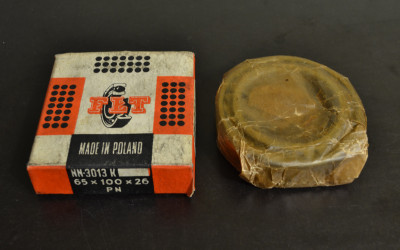 FŁT
MADE IN POLAND
NN-3013 K
65 × 100 × 26
PN